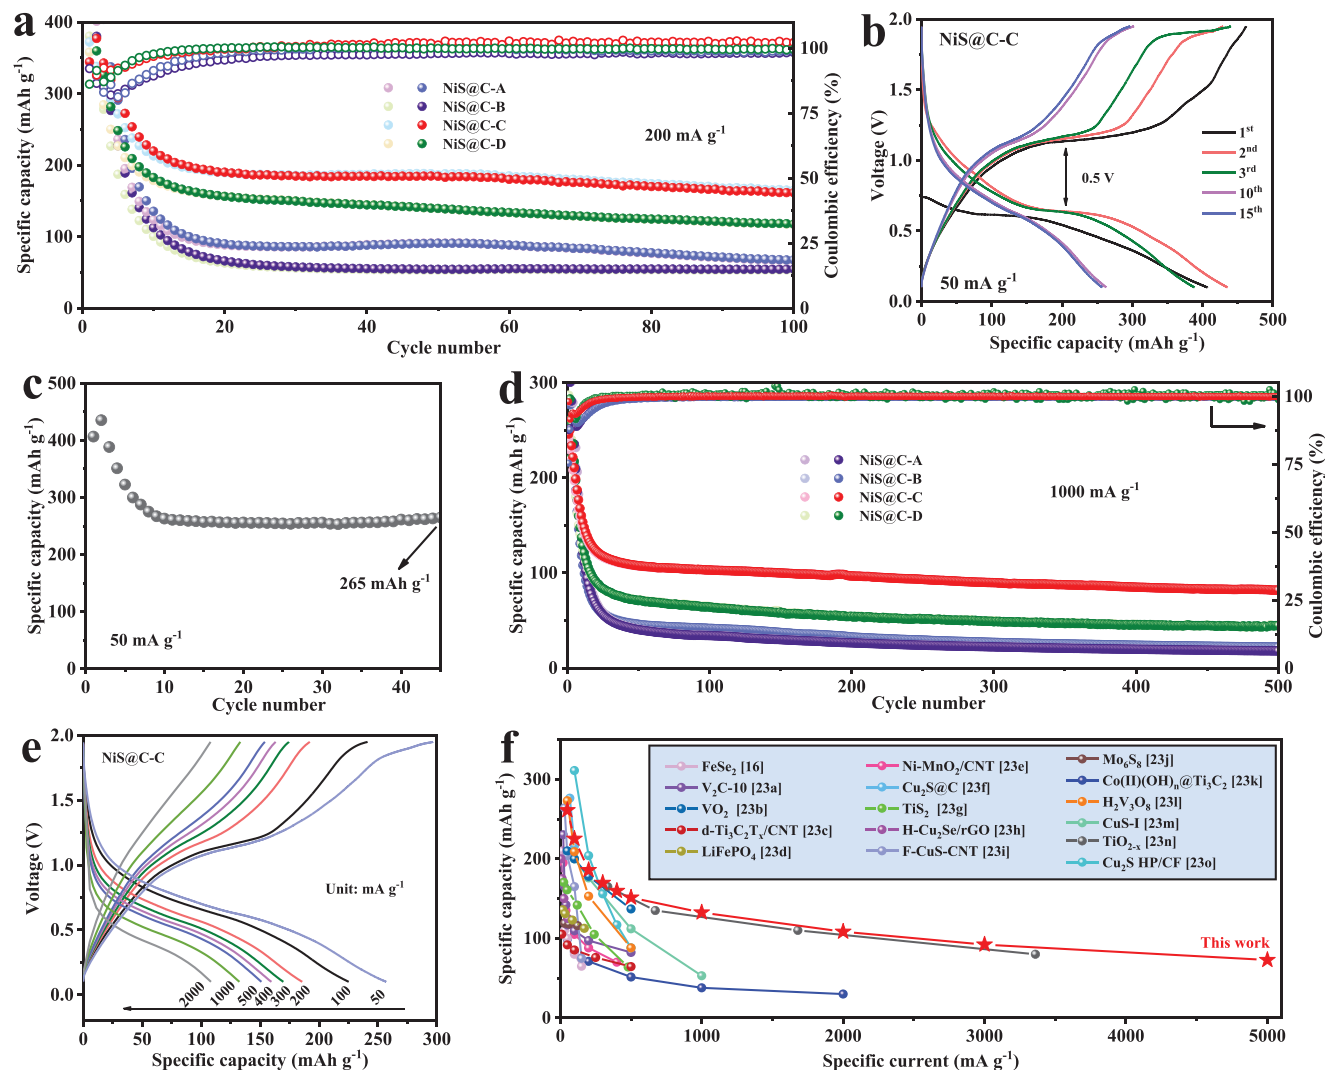 a
400
350
300
250
200
150
100
50
0
Specific capacity (mAh g⁻¹)
NiS@C-A
NiS@C-B
NiS@C-C
NiS@C-D
200 mA g⁻¹
100
75
50
25
0
Coulombic efficiency (%)
0 20 40 60 80 100
Cycle number
b
NiS@C-C
2.0
1.5
1.0
0.5
0.0
Voltage (V)
1ˢᵗ
2ⁿᵈ
3ʳᵈ
10ᵗʰ
15ᵗʰ
0.5 V
50 mA g⁻¹
0 100 200 300 400 500
Specific capacity (mAh g⁻¹)
c
500
400
300
200
100
0
Specific capacity (mAh g⁻¹)
265 mAh g⁻¹
50 mA g⁻¹
0 10 20 30 40
Cycle number
d
300
200
100
0
Specific capacity (mAh g⁻¹)
NiS@C-A
NiS@C-B
NiS@C-C
NiS@C-D
1000 mA g⁻¹
100
75
50
25
0
Coulombic efficiency (%)
0 100 200 300 400 500
Cycle number
e
NiS@C-C
2.0
1.5
1.0
0.5
0.0
Voltage (V)
Unit: mA g⁻¹
2000 1000 500 400 300 200 100 50
0 50 100 150 200 250 300
Specific capacity (mAh g⁻¹)
f
300
200
100
0
Specific capacity (mAh g⁻¹)
FeSe₂ [16]
V₂C-10 [23a]
VO₂ [23b]
d-Ti₃C₂Tₓ/CNT [23c]
LiFePO₄ [23d]
Ni-MnO₂/CNT [23e]
Cu₂S@C [23f]
TiS₂ [23g]
H-Cu₂Se/rGO [23h]
F-CuS-CNT [23i]
Mo₆S₈ [23j]
Co(II)(OH)ₙ@Ti₃C₂ [23k]
H₂V₃O₈ [23l]
CuS-I [23m]
TiO₂₋ₓ [23n]
Cu₂S HP/CF [23o]
This work
0 1000 2000 3000 4000 5000
Specific current (mA g⁻¹)